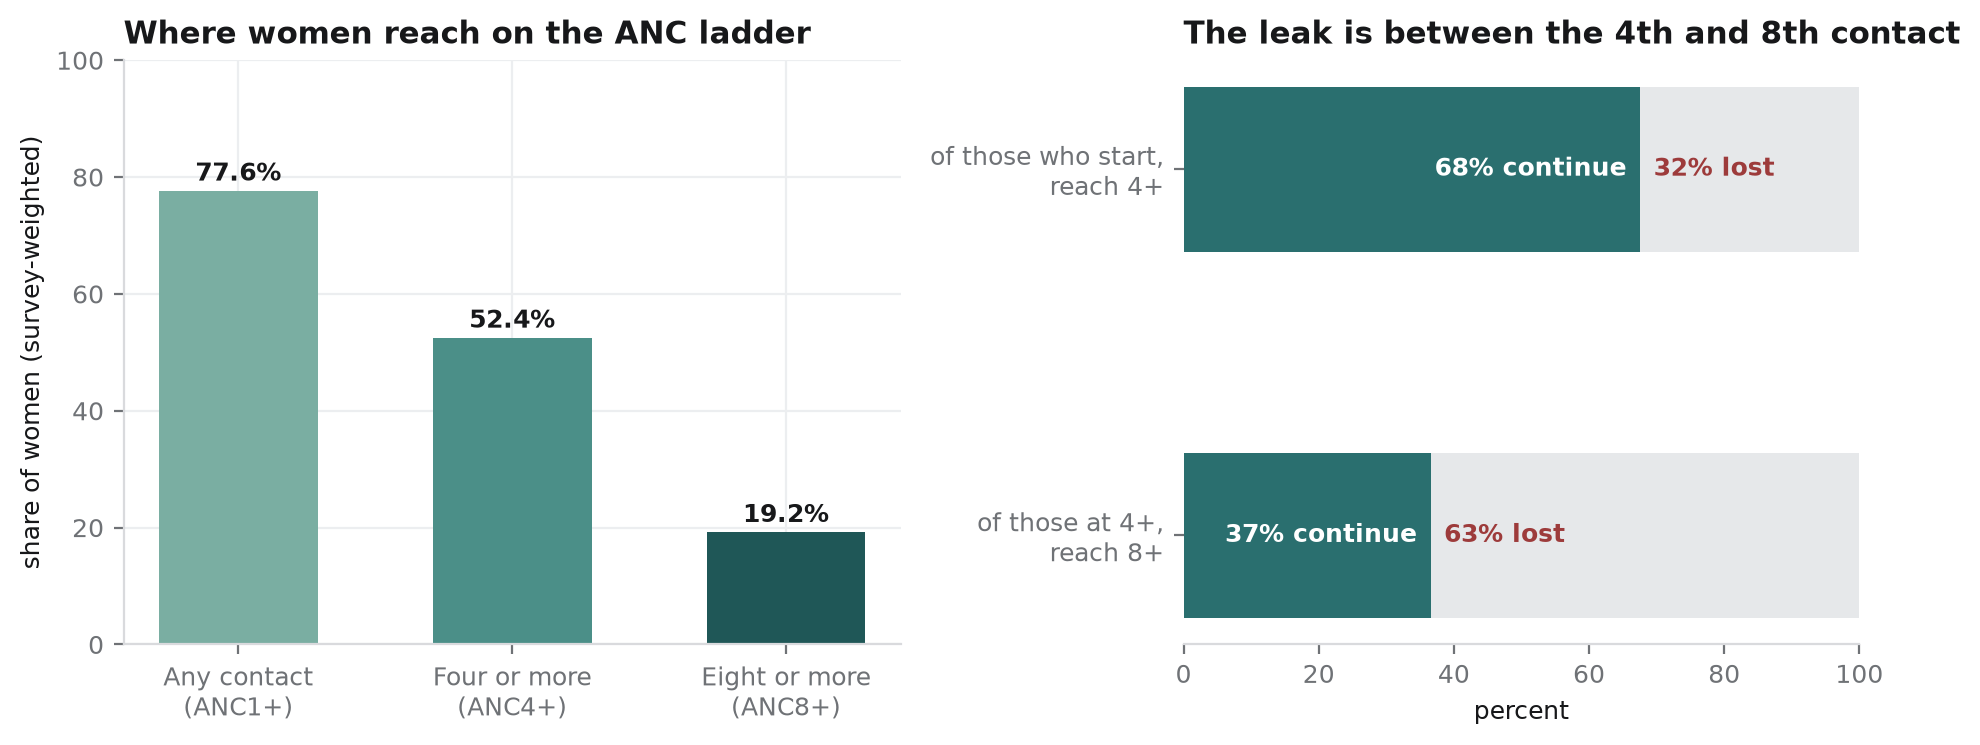 Where women reach on the ANC ladder
share of women (survey-weighted)
100
80
60
40
20
0
77.6%
52.4%
19.2%
Any contact
(ANC1+)
Four or more
(ANC4+)
Eight or more
(ANC8+)
The leak is between the 4th and 8th contact
of those who start,
reach 4+
68% continue
32% lost
of those at 4+,
reach 8+
37% continue
63% lost
0
20
40
60
80
100
percent